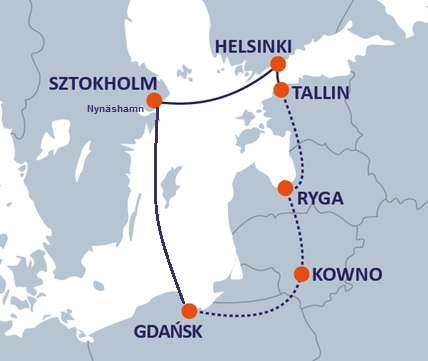 HELSINKI
SZTOKHOLM
TALLIN
Nynäshamn
RYGA
KOWNO
GDAŃSK